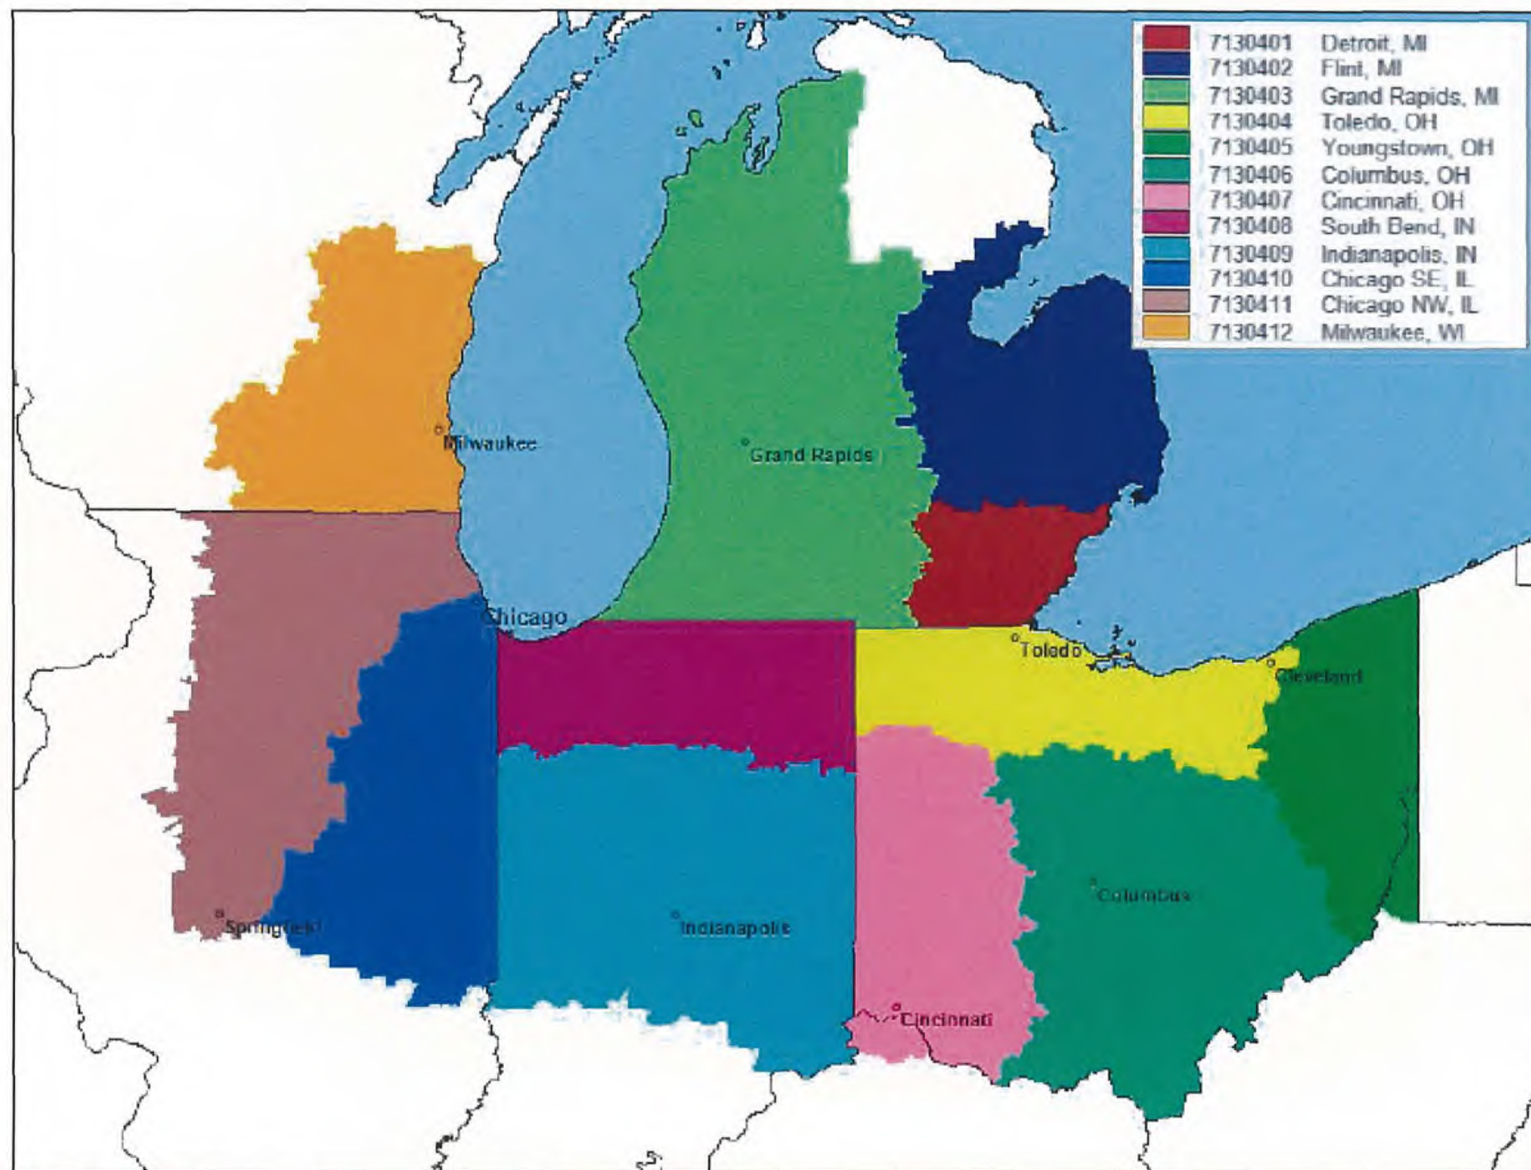 7130401 Detroit, MI
7130402 Flint, MI
7130403 Grand Rapids, MI
7130404 Toledo, OH
7130405 Youngstown, OH
7130406 Columbus, OH
7130407 Cincinnati, OH
7130408 South Bend, IN
7130409 Indianapolis, IN
7130410 Chicago SE, IL
7130411 Chicago NW, IL
7130412 Milwaukee, WI
Milwaukee
Grand Rapids
Chicago
Toledo
Cleveland
Columbus
Springfield
Indianapolis
Cincinnati